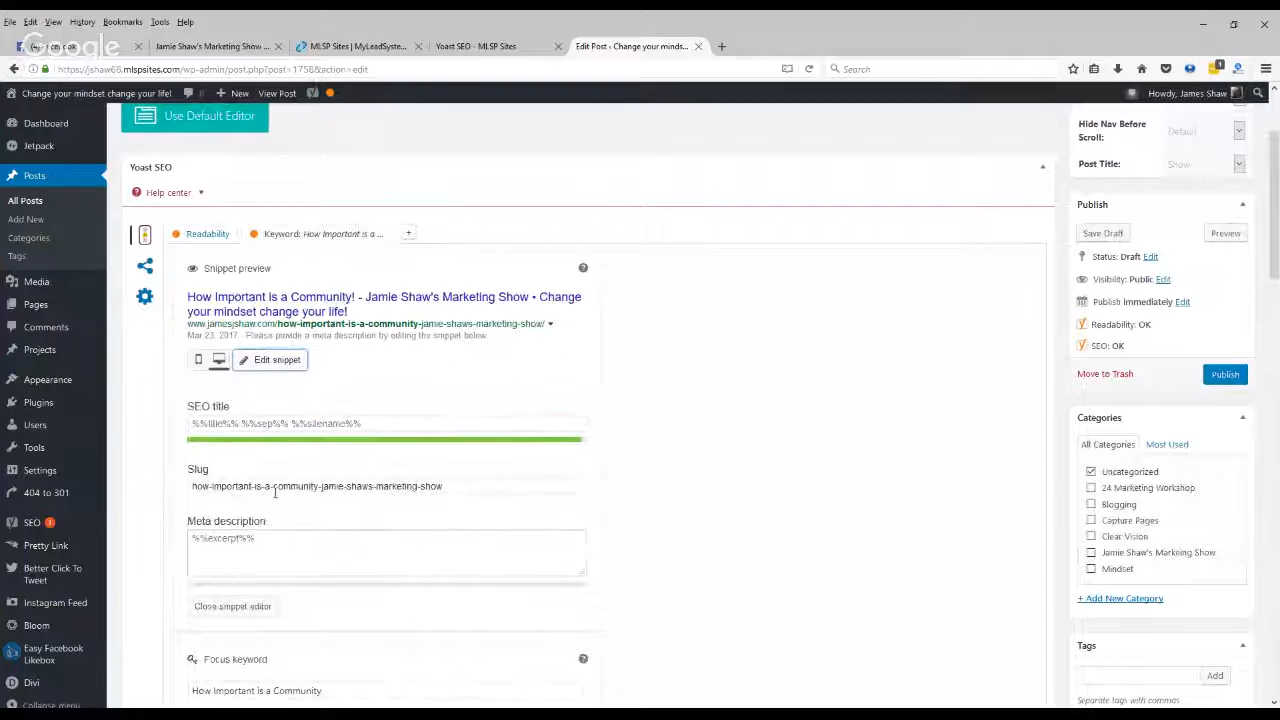 File Edit View History Bookmarks Tools Help
Google
Jamie Shaw's Marketing Show ...
MLSP Sites | MyLeadSyste...
Yoast SEO - MLSP Sites
Edit Post ‹ Change your minds...
https://jshaw66.mlspsites.com/wp-admin/post.php?post=1758&action=edit
Search
1
Change your mindset change your life!
New
View Post
Howdy, James Shaw
Use Default Editor
Dashboard
Jetpack
Posts
All Posts
Add New
Categories
Tags
Media
Pages
Comments
Projects
Appearance
Plugins
Users
Tools
Settings
404 to 301
SEO 1
Pretty Link
Better Click To
Tweet
Instagram Feed
Bloom
Easy Facebook
Likebox
Divi
Collapse menu
Yoast SEO
Help center
Readability
Keyword: How Important is a ...
+
Snippet preview
How Important is a Community! - Jamie Shaw's Marketing Show • Change
your mindset change your life!
www.jamesjshaw.com/how-important-is-a-community-jamie-shaws-marketing-show/
Mar 23, 2017 · Please provide a meta description by editing the snippet below.
Edit snippet
SEO title
%%title%% %%sep%% %%sitename%%
Slug
how-important-is-a-community-jamie-shaws-marketing-show
Meta description
%%excerpt%%
Close snippet editor
Focus keyword
How Important is a Community
Hide Nav Before
Scroll:
Default
Post Title:
Show
Publish
Save Draft
Preview
Status: Draft Edit
Visibility: Public Edit
Publish immediately Edit
Readability: OK
SEO: OK
Move to Trash
Publish
Categories
All Categories
Most Used
Uncategorized
24 Marketing Workshop
Blogging
Capture Pages
Clear Vision
Jamie Shaw's Markeing Show
Mindset
+ Add New Category
Tags
Add
Separate tags with commas